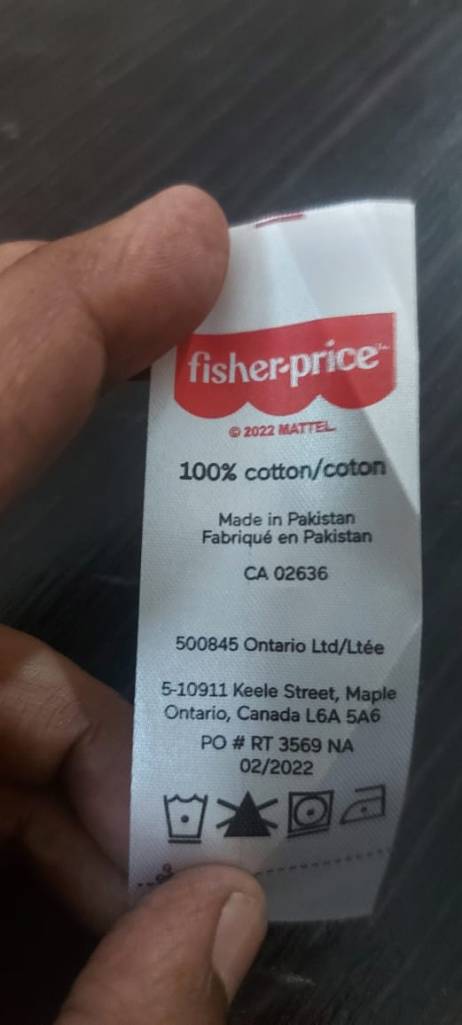 fisher-price™
© 2022 MATTEL
100% cotton/coton
Made in Pakistan
Fabriqué en Pakistan
CA 02636
500845 Ontario Ltd/Ltée
5-10911 Keele Street, Maple
Ontario, Canada L6A 5A6
PO # RT 3569 NA
02/2022